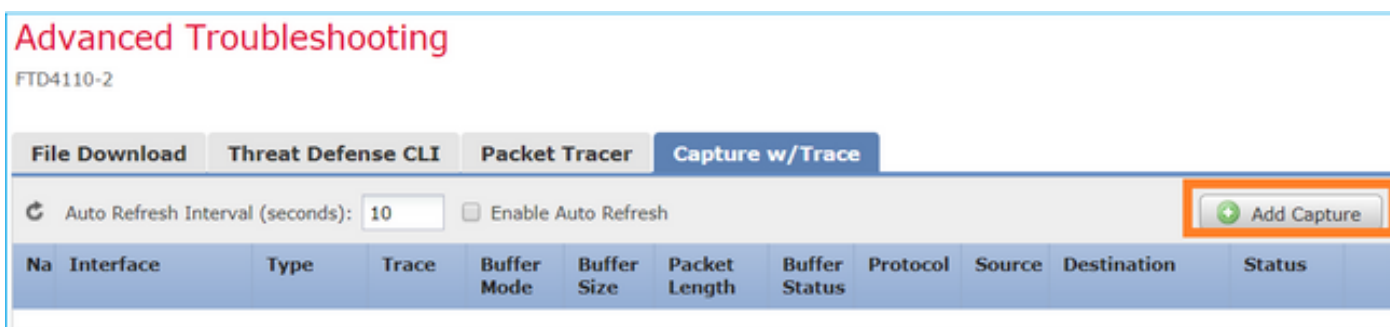 Advanced Troubleshooting
FTD4110-2
File Download Threat Defense CLI Packet Tracer Capture w/Trace
Auto Refresh Interval (seconds): 10 Enable Auto Refresh Add Capture
Na Interface Type Trace Buffer Mode Buffer Size Packet Length Buffer Status Protocol Source Destination Status